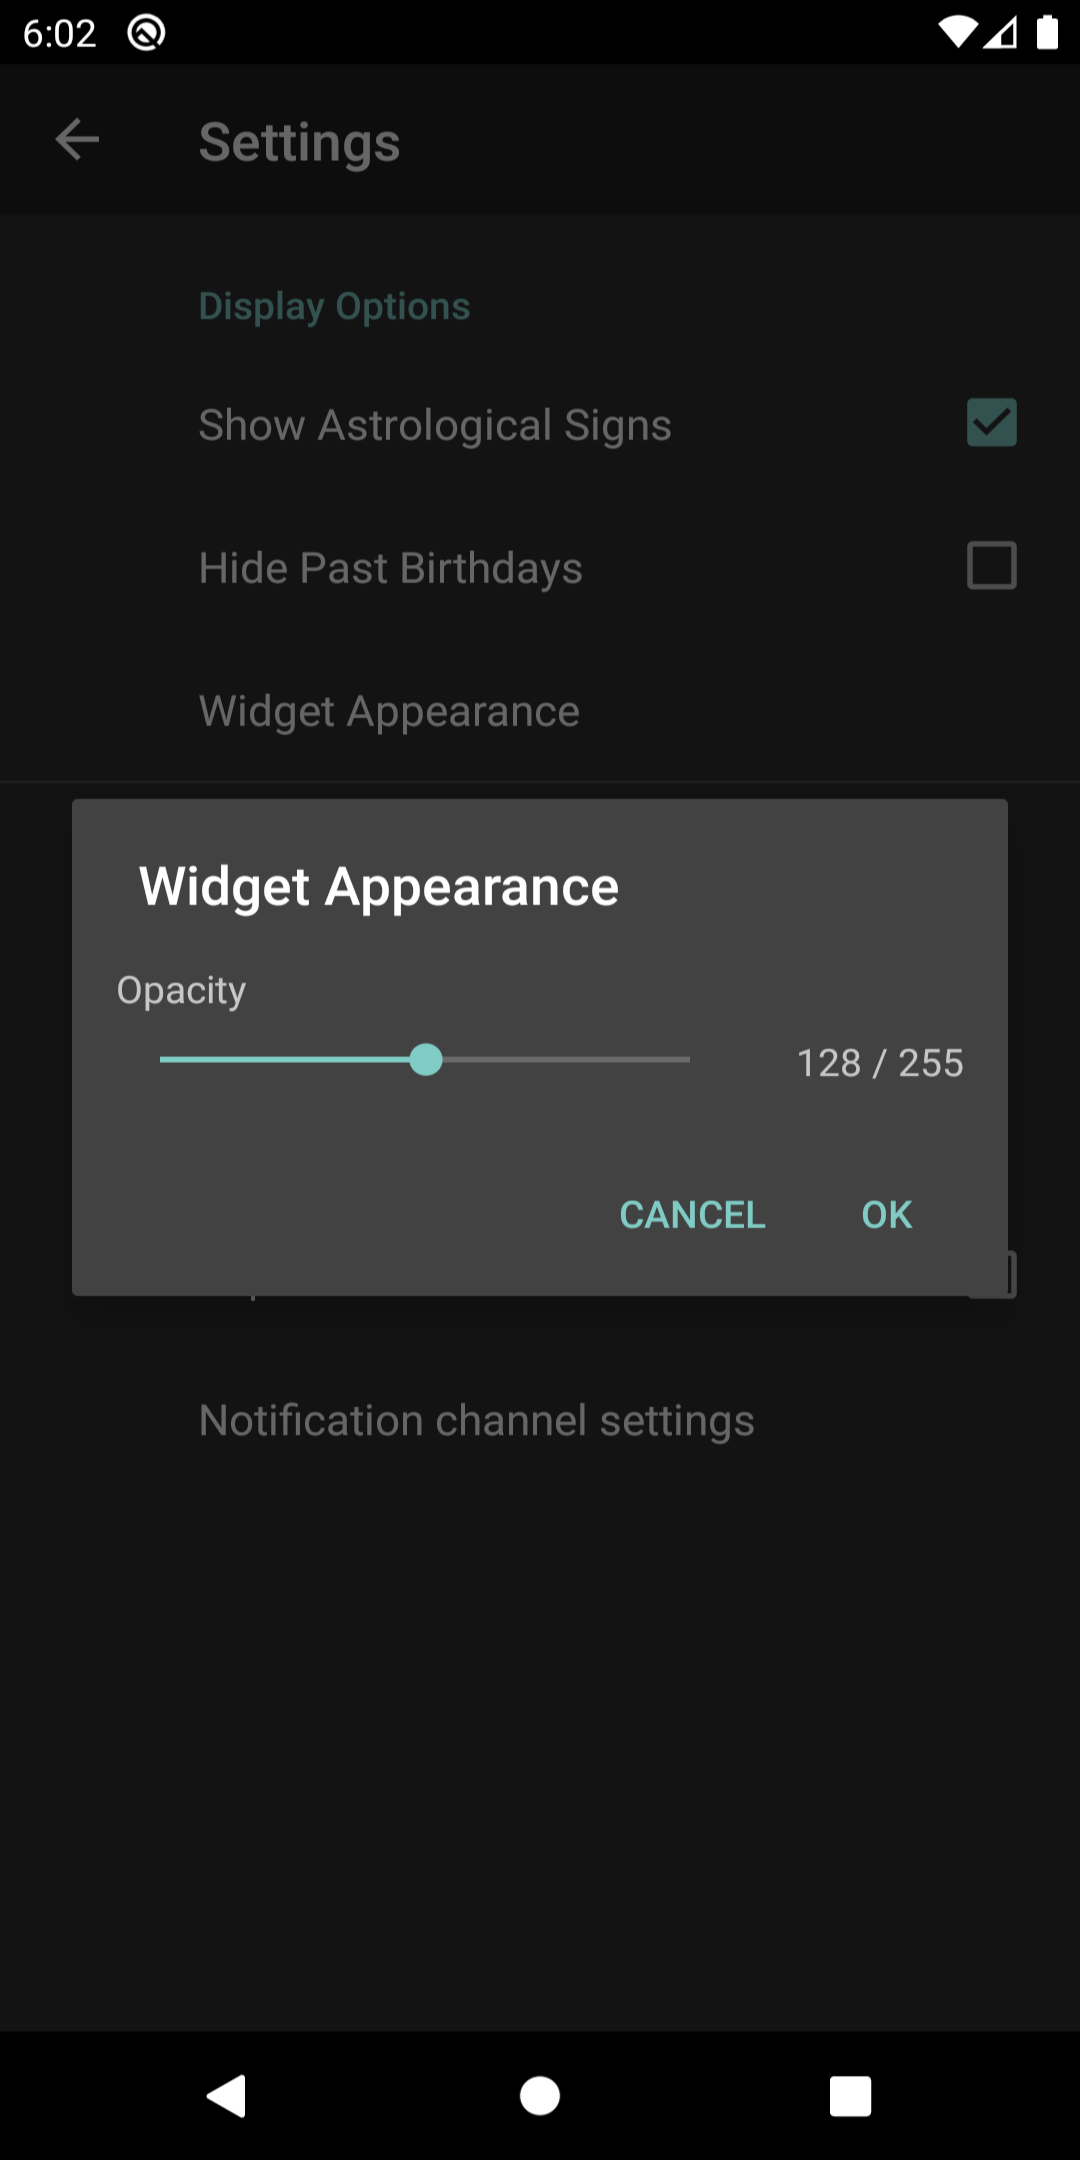 6:02
Settings
Display Options
Show Astrological Signs
Hide Past Birthdays
Widget Appearance
Widget Appearance
Opacity
128 / 255
CANCEL OK
Notification channel settings